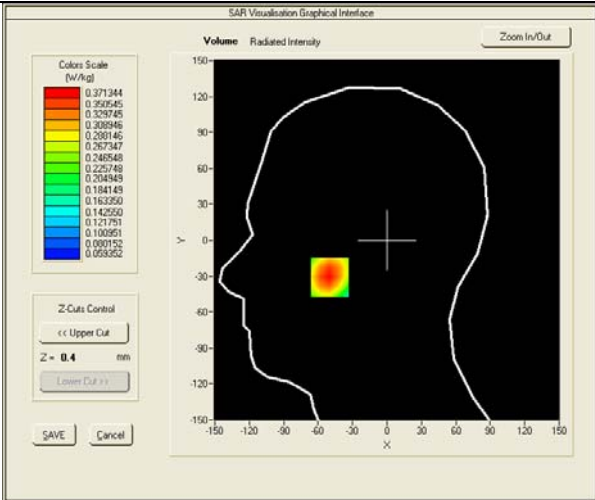 SAR Visualisation Graphical Interface
Volume Radiated Intensity
Zoom In/Out
Colors Scale
(W/kg)
0.371344
0.350545
0.329745
0.308946
0.288146
0.267347
0.246548
0.225748
0.204949
0.184149
0.163350
0.142550
0.121751
0.100951
0.080152
0.059352
Z-Cuts Control
<< Upper Cut
Z = 0.4 mm
Lower Cut >>
SAVE Cancel
150-
120-
90-
60-
30-
0-
-30-
-60-
-90-
-120-
-150-
Y
-150 -120 -90 -60 -30 0 30 60 90 120 150
X